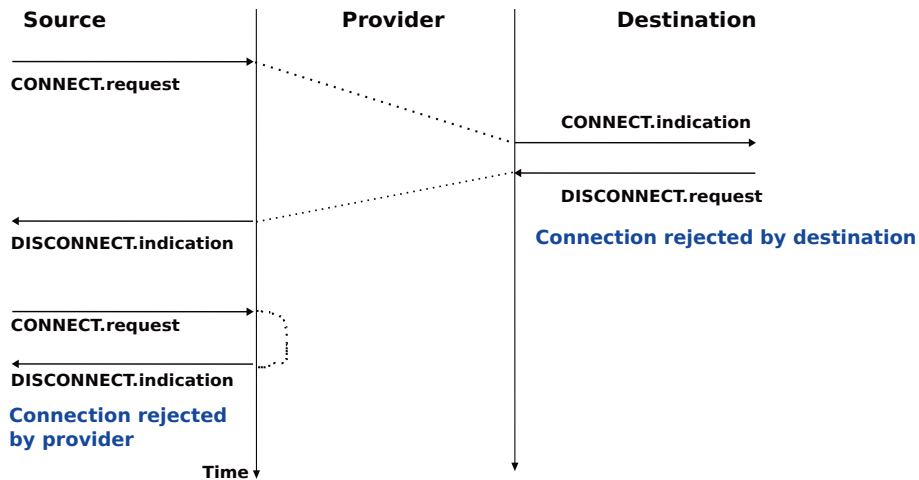 Source
Provider
Destination
CONNECT.request
CONNECT.indication
DISCONNECT.request
DISCONNECT.indication
Connection rejected by destination
CONNECT.request
DISCONNECT.indication
Connection rejected
by provider
Time